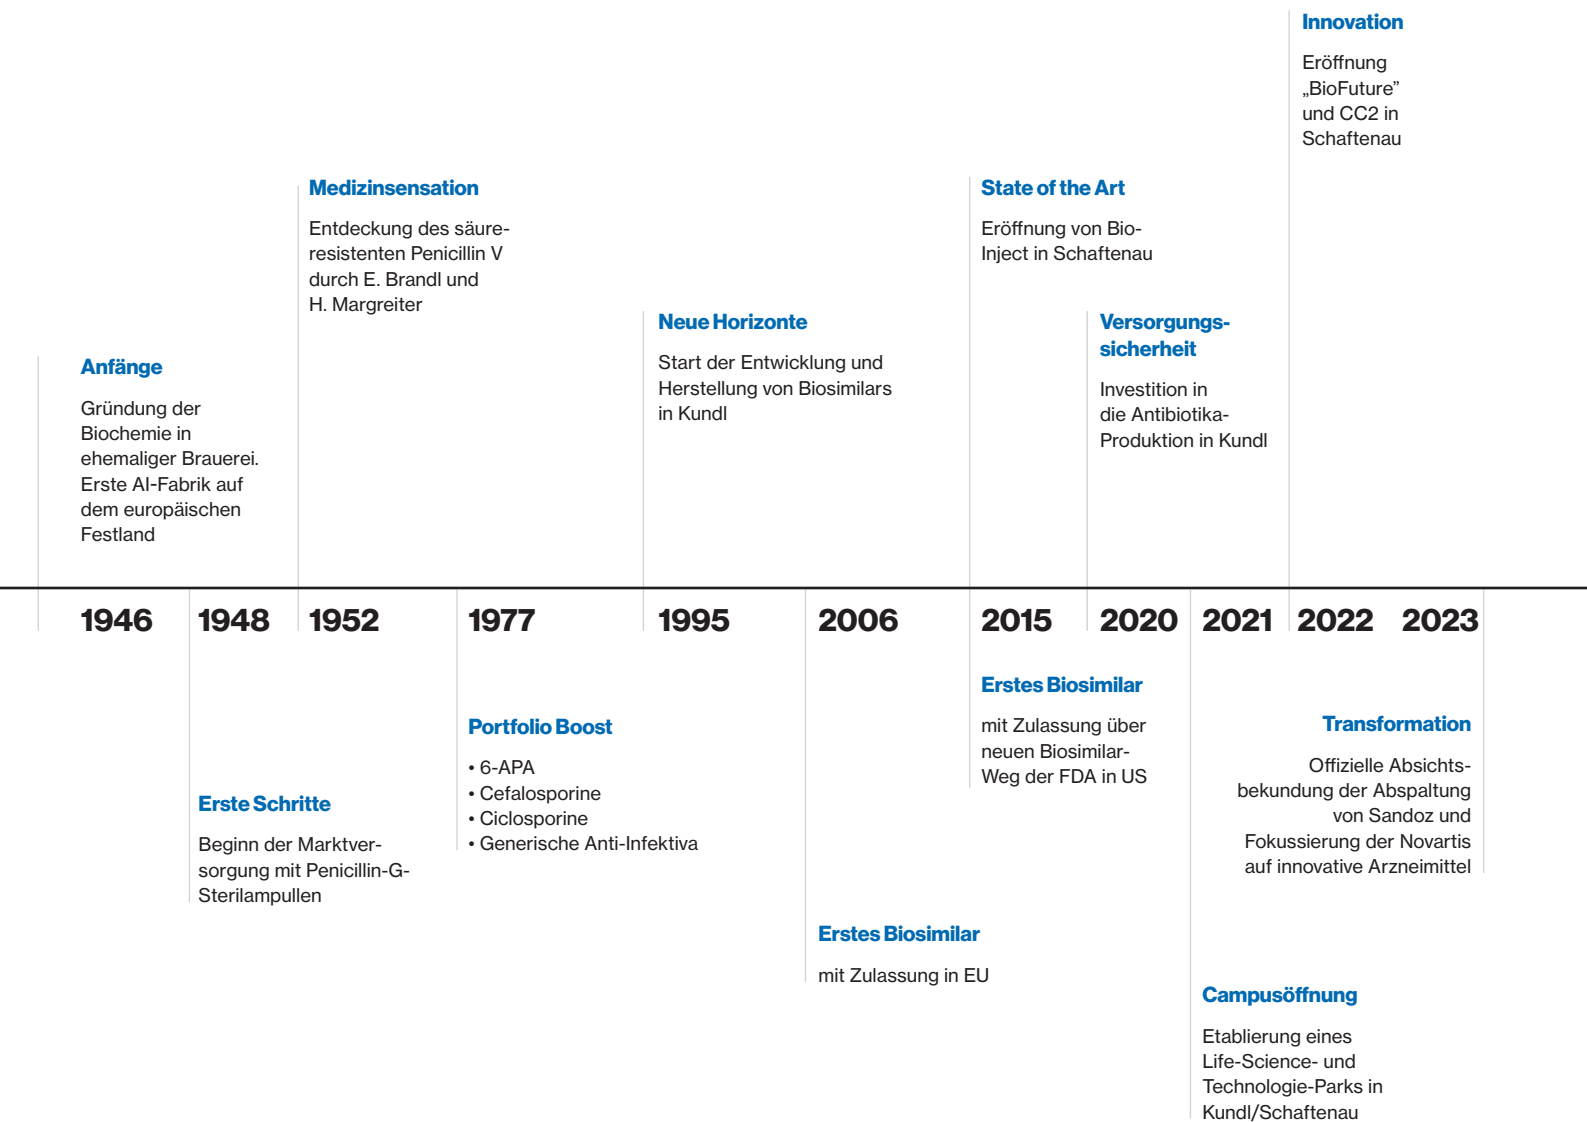 Innovation
Eröffnung
„BioFuture”
und CC2 in
Schaftenau
Medizinsensation
Entdeckung des säure-
resistenten Penicillin V
durch E. Brandl und
H. Margreiter
State of the Art
Eröffnung von Bio-
Inject in Schaftenau
Neue Horizonte
Start der Entwicklung und
Herstellung von Biosimilars
in Kundl
Versorgungs-
sicherheit
Investition in
die Antibiotika-
Produktion in Kundl
Anfänge
Gründung der
Biochemie in
ehemaliger Brauerei.
Erste AI-Fabrik auf
dem europäischen
Festland
1946 1948 1952 1977 1995 2006 2015 2020 2021 2022 2023
Erstes Biosimilar
mit Zulassung über
neuen Biosimilar-
Weg der FDA in US
Portfolio Boost
• 6-APA
• Cefalosporine
• Ciclosporine
• Generische Anti-Infektiva
Transformation
Offizielle Absichts-
bekundung der Abspaltung
von Sandoz und
Fokussierung der Novartis
auf innovative Arzneimittel
Erste Schritte
Beginn der Marktver-
sorgung mit Penicillin-G-
Sterilampullen
Erstes Biosimilar
mit Zulassung in EU
Campusöffnung
Etablierung eines
Life-Science- und
Technologie-Parks in
Kundl/Schaftenau